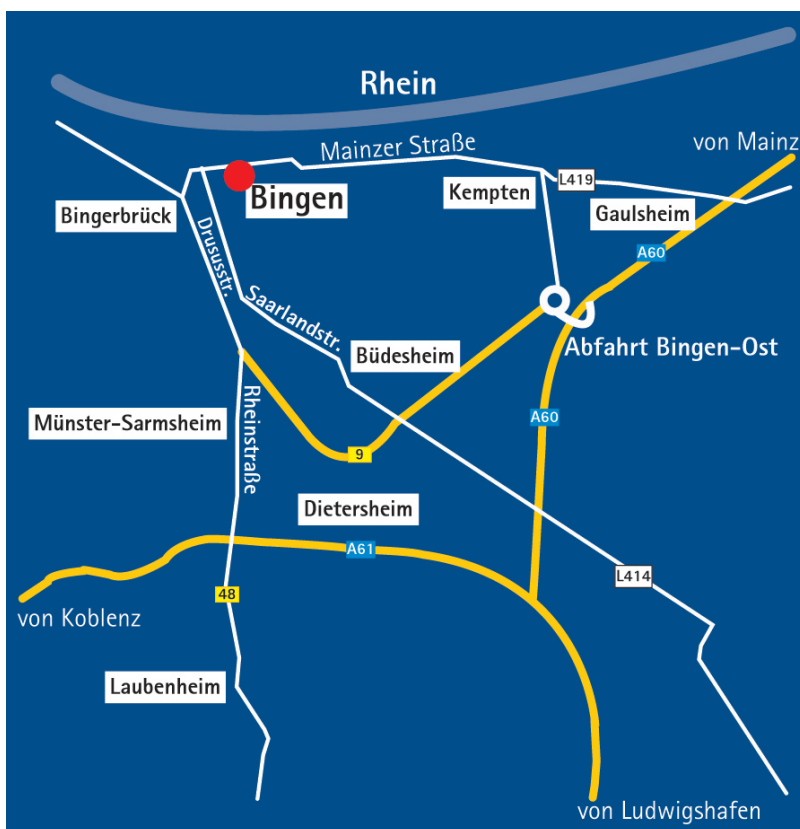 Rhein
Mainzer Straße
von Mainz
L419
Kempten
Bingen
Bingerbrück
Gaulsheim
Drususstr.
A60
Saarlandstr.
Abfahrt Bingen-Ost
Büdesheim
Rheinstraße
Münster-Sarmsheim
A60
9
Dietersheim
A61
L414
48
von Koblenz
Laubenheim
von Ludwigshafen